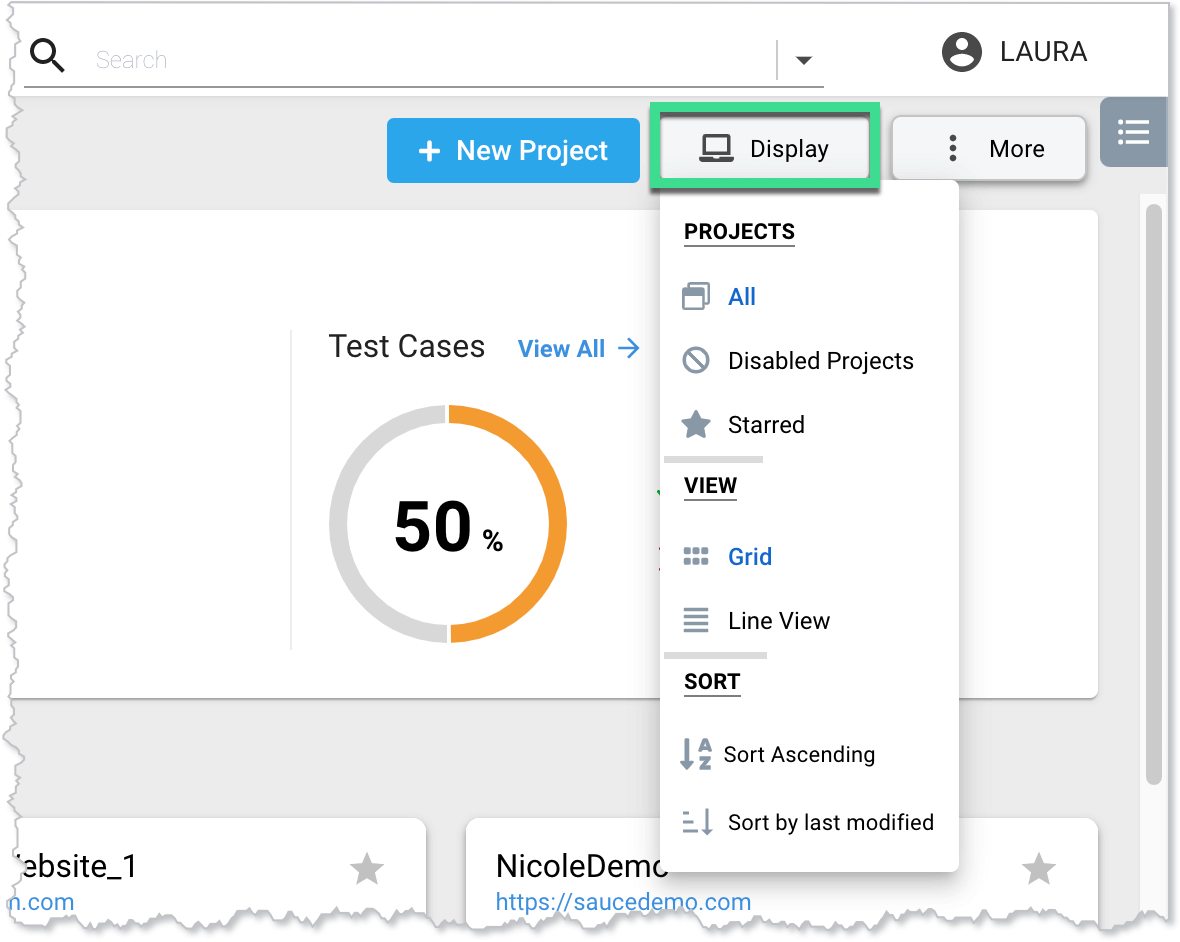 Search
LAURA
+ New Project
Display
More
PROJECTS
All
Disabled Projects
Starred
VIEW
Grid
Line View
SORT
Sort Ascending
Sort by last modified
Test Cases
View All →
50 %
ebsite_1
.com
NicoleDemo
https://saucedemo.com